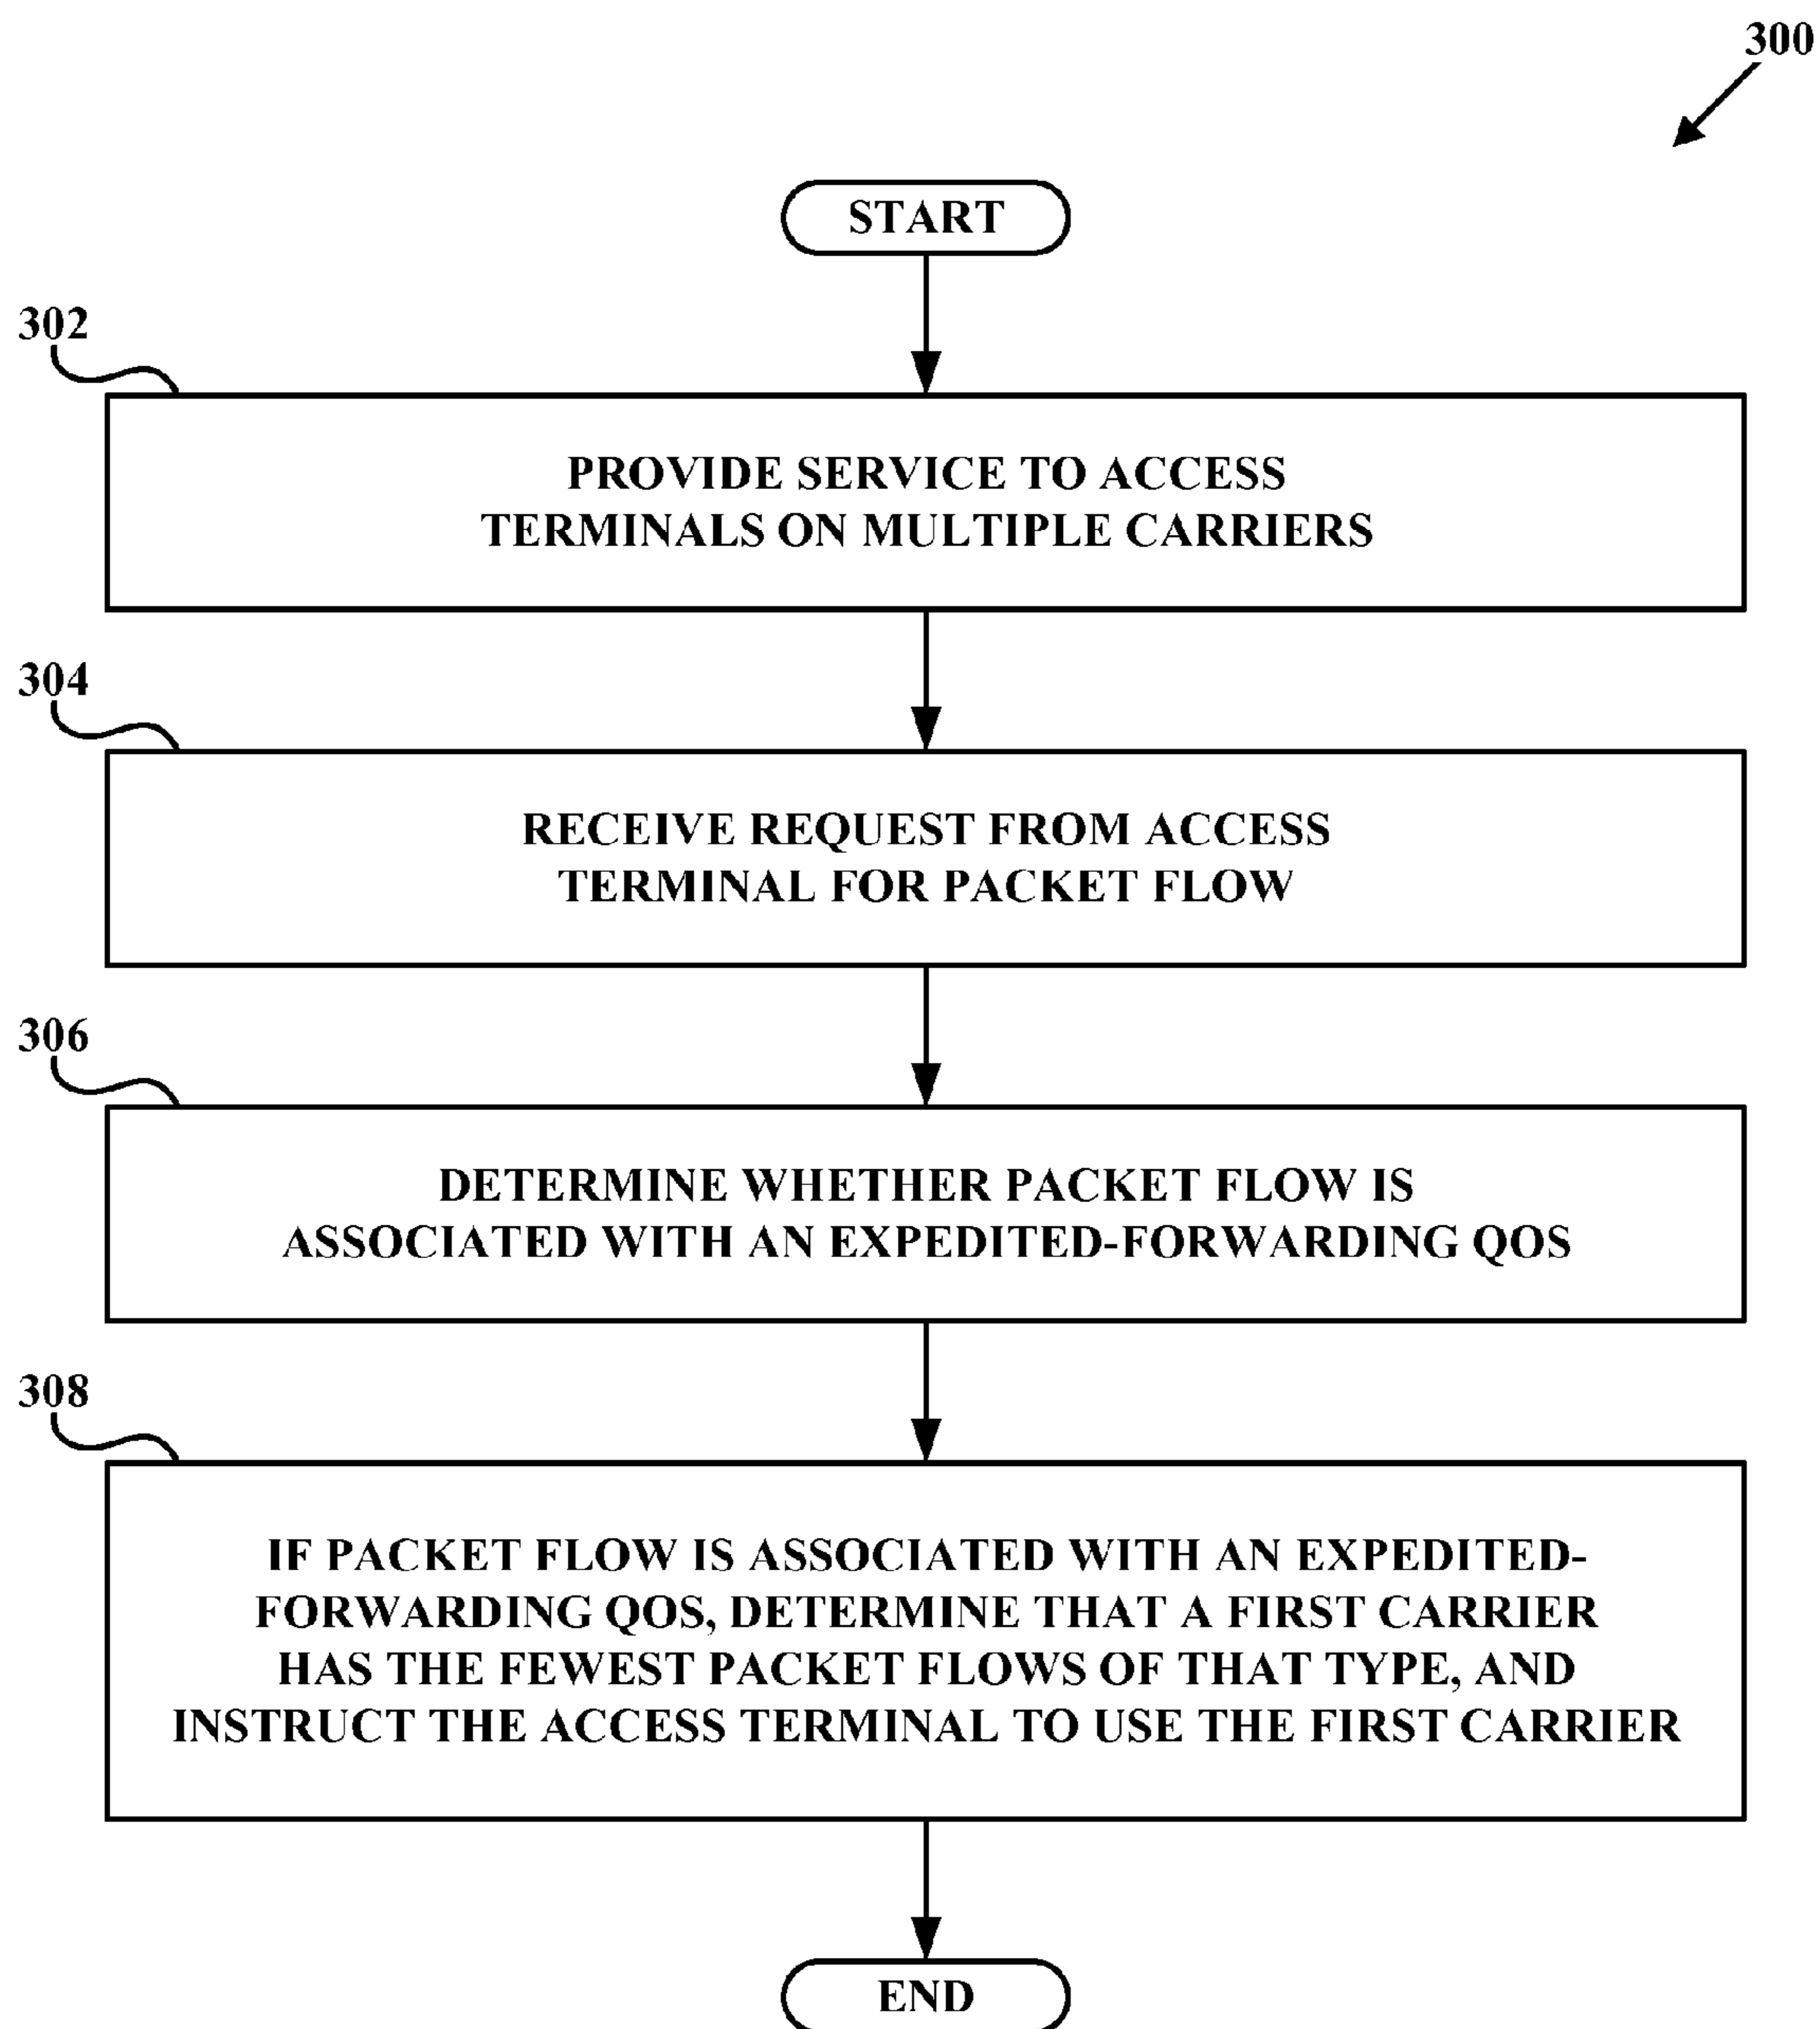 300
START
302
PROVIDE SERVICE TO ACCESS
TERMINALS ON MULTIPLE CARRIERS
304
RECEIVE REQUEST FROM ACCESS
TERMINAL FOR PACKET FLOW
306
DETERMINE WHETHER PACKET FLOW IS
ASSOCIATED WITH AN EXPEDITED-FORWARDING QOS
308
IF PACKET FLOW IS ASSOCIATED WITH AN EXPEDITED-
FORWARDING QOS, DETERMINE THAT A FIRST CARRIER
HAS THE FEWEST PACKET FLOWS OF THAT TYPE, AND
INSTRUCT THE ACCESS TERMINAL TO USE THE FIRST CARRIER
END